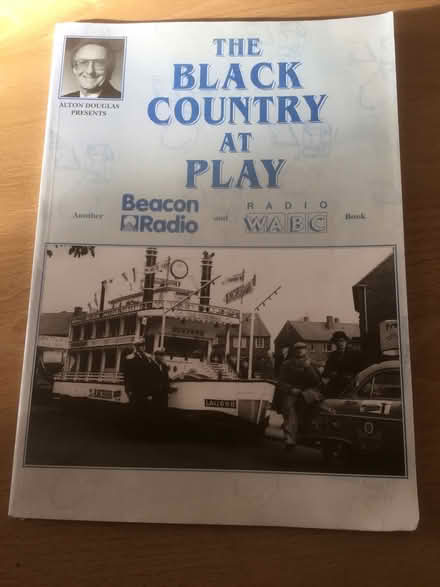 THE
BLACK
COUNTRY
AT
PLAY
ALTON DOUGLAS
PRESENTS
Another Beacon Radio and RADIO WABC Book